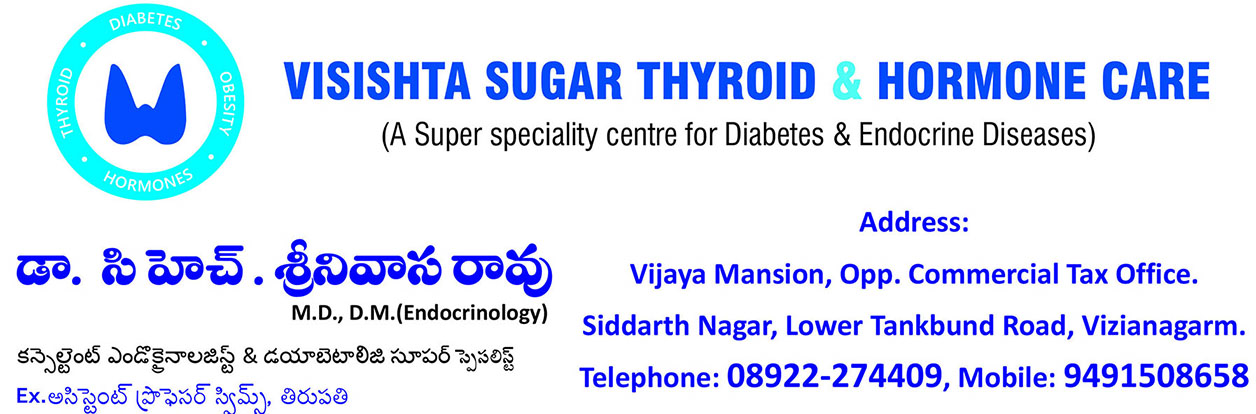 DIABETES
THYROID
OBESITY
HORMONES
VISISHTA SUGAR THYROID & HORMONE CARE
(A Super speciality centre for Diabetes & Endocrine Diseases)
డా. సి హెచ్. శ్రీనివాస రావు
M.D., D.M.(Endocrinology)
కన్సెల్టెంట్ ఎండోక్రైనాలజిస్ట్ & డయాబెటాలిజి సూపర్ స్పెషలిస్ట్
Ex.అసిస్టెంట్ ప్రొఫెసర్ స్విమ్స్, తిరుపతి
Address:
Vijaya Mansion, Opp. Commercial Tax Office.
Siddarth Nagar, Lower Tankbund Road, Vizianagarm.
Telephone: 08922-274409, Mobile: 9491508658